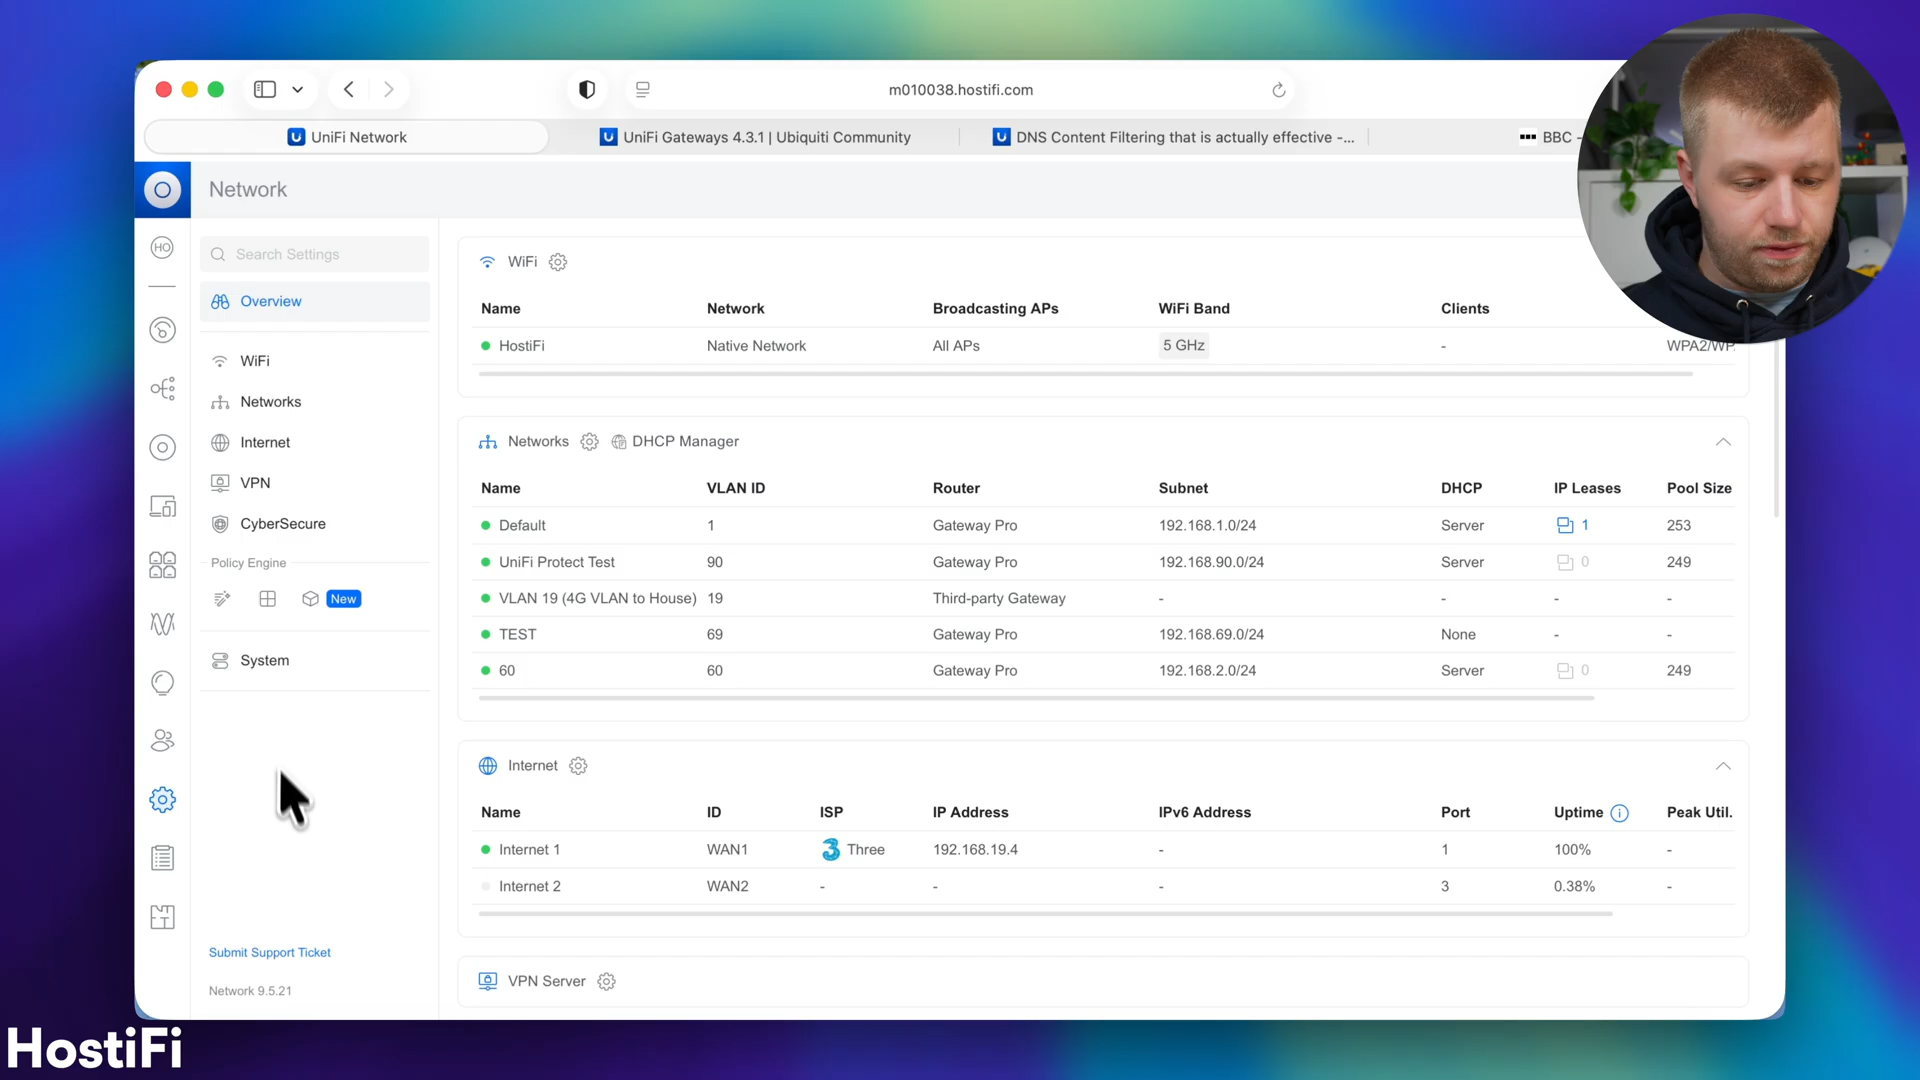 m010038.hostifi.com
UniFi Network
UniFi Gateways 4.3.1 | Ubiquiti Community
DNS Content Filtering that is actually effective -...
BBC -
Network
HO
Search Settings
Overview
WiFi
Networks
Internet
VPN
CyberSecure
Policy Engine
New
System
Submit Support Ticket
Network 9.5.21
WiFi
Name Network Broadcasting APs WiFi Band Clients
HostiFi Native Network All APs 5 GHz - WPA2/WP
Networks DHCP Manager
Name VLAN ID Router Subnet DHCP IP Leases Pool Size
Default 1 Gateway Pro 192.168.1.0/24 Server 1 253
UniFi Protect Test 90 Gateway Pro 192.168.90.0/24 Server 0 249
VLAN 19 (4G VLAN to House) 19 Third-party Gateway - - - -
TEST 69 Gateway Pro 192.168.69.0/24 None - -
60 60 Gateway Pro 192.168.2.0/24 Server 0 249
Internet
Name ID ISP IP Address IPv6 Address Port Uptime Peak Util.
Internet 1 WAN1 3 Three 192.168.19.4 - 1 100% -
Internet 2 WAN2 - - - 3 0.38% -
VPN Server
HostiFi